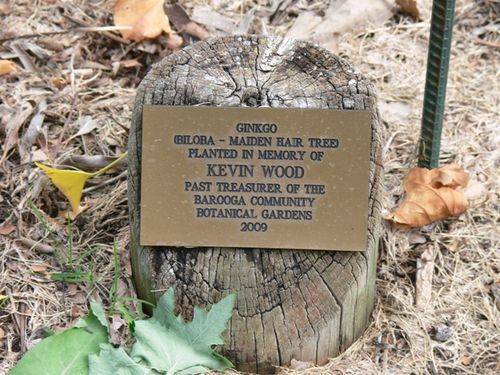 GINKGO
(BILOBA - MAIDEN HAIR TREE)
PLANTED IN MEMORY OF
KEVIN WOOD
PAST TREASURER OF THE
BAROOGA COMMUNITY
BOTANICAL GARDENS
2009